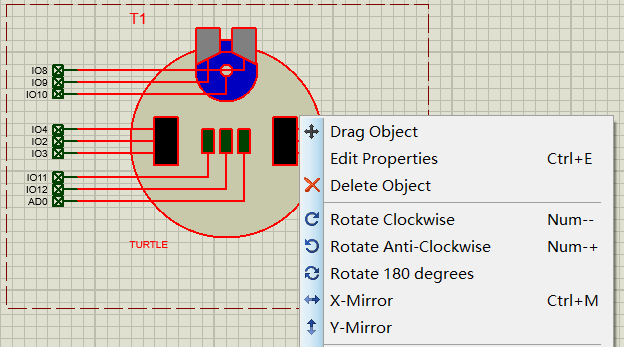 T1
IO8
IO9
IO10
IO4
IO2
IO3
IO11
IO12
AD0
TURTLE
Drag Object
Edit Properties Ctrl+E
Delete Object
Rotate Clockwise Num--
Rotate Anti-Clockwise Num-+
Rotate 180 degrees
X-Mirror Ctrl+M
Y-Mirror